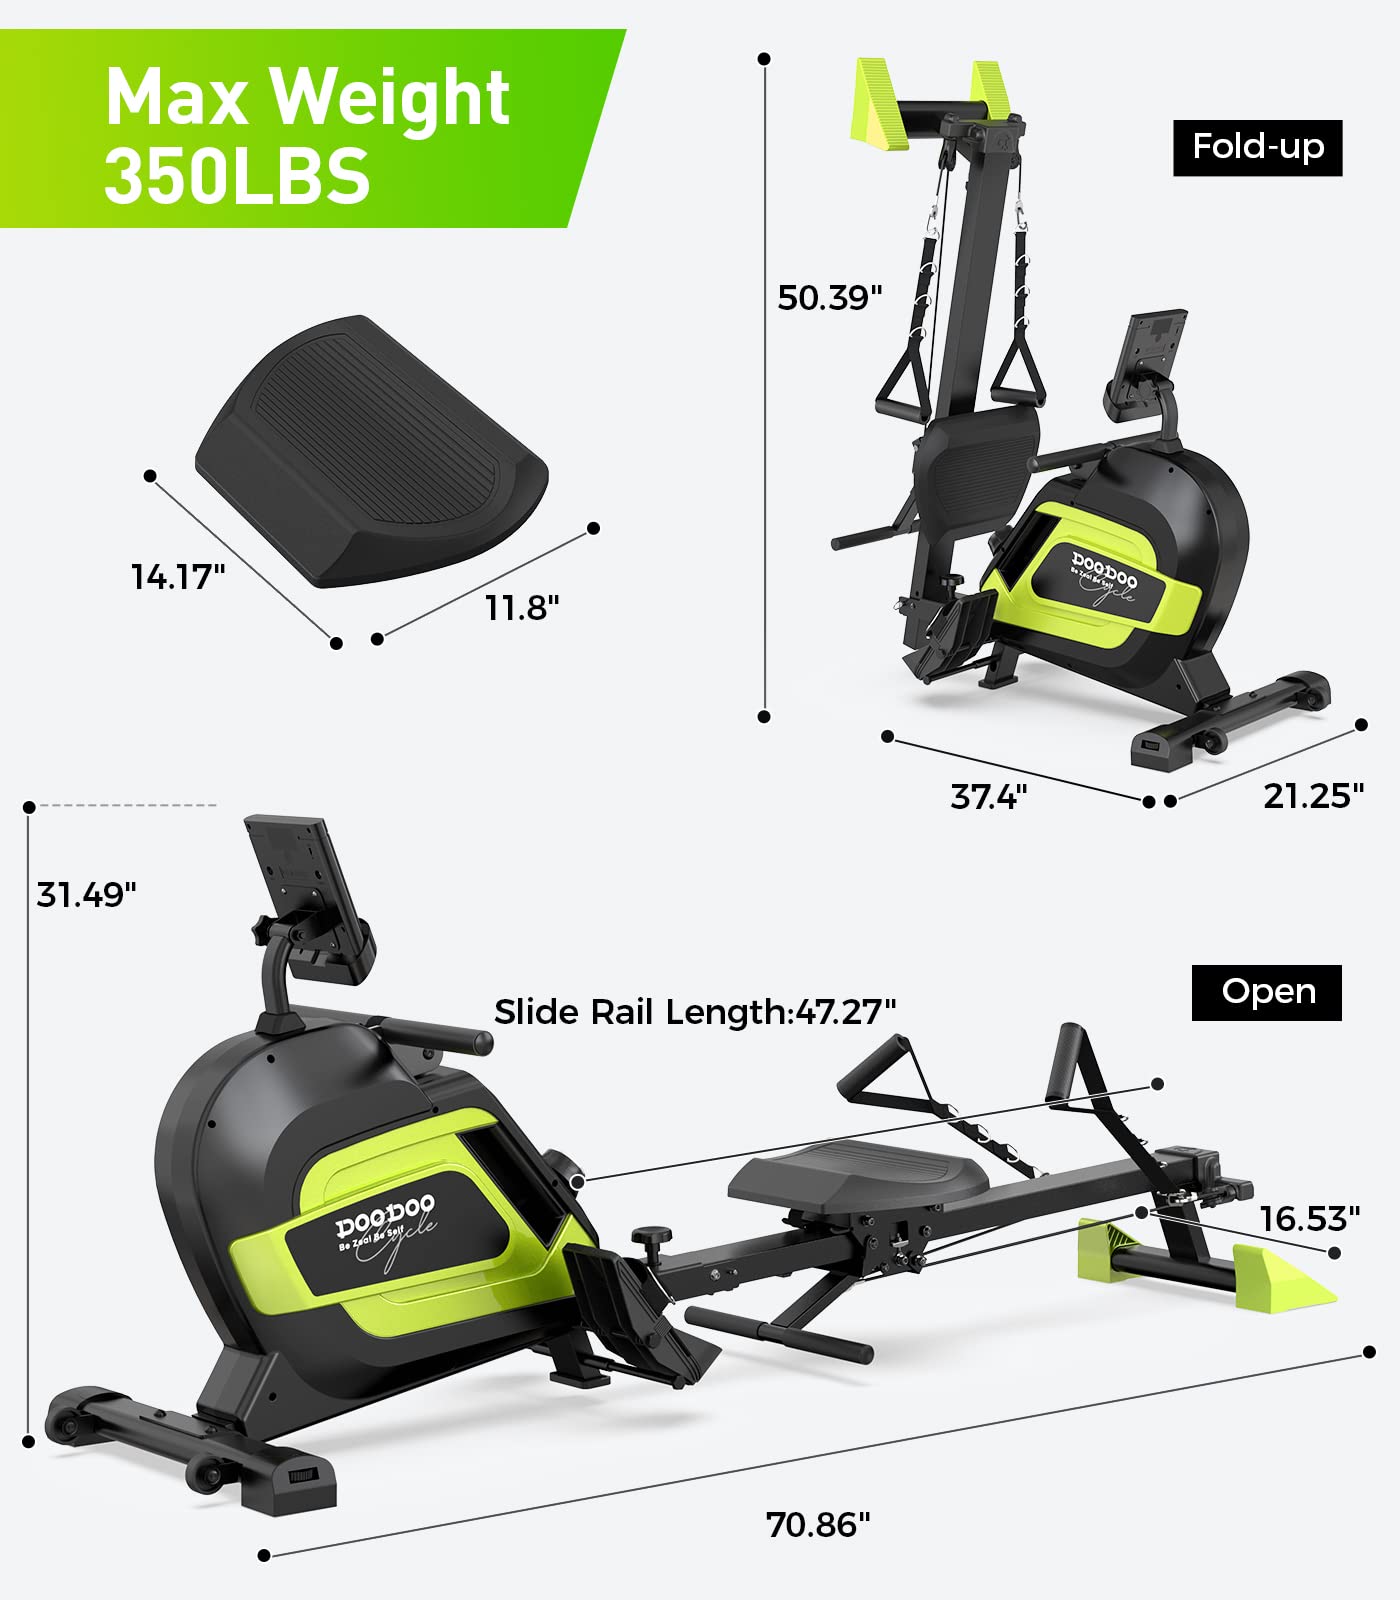 Max Weight
350LBS
Fold-up
50.39"
14.17"
11.8"
DOODOO
Be Zeal Be Self
Cycle
37.4"
21.25"
31.49"
Open
Slide Rail Length:47.27"
DOODOO
Be Zeal Be Self
Cycle
16.53"
70.86"